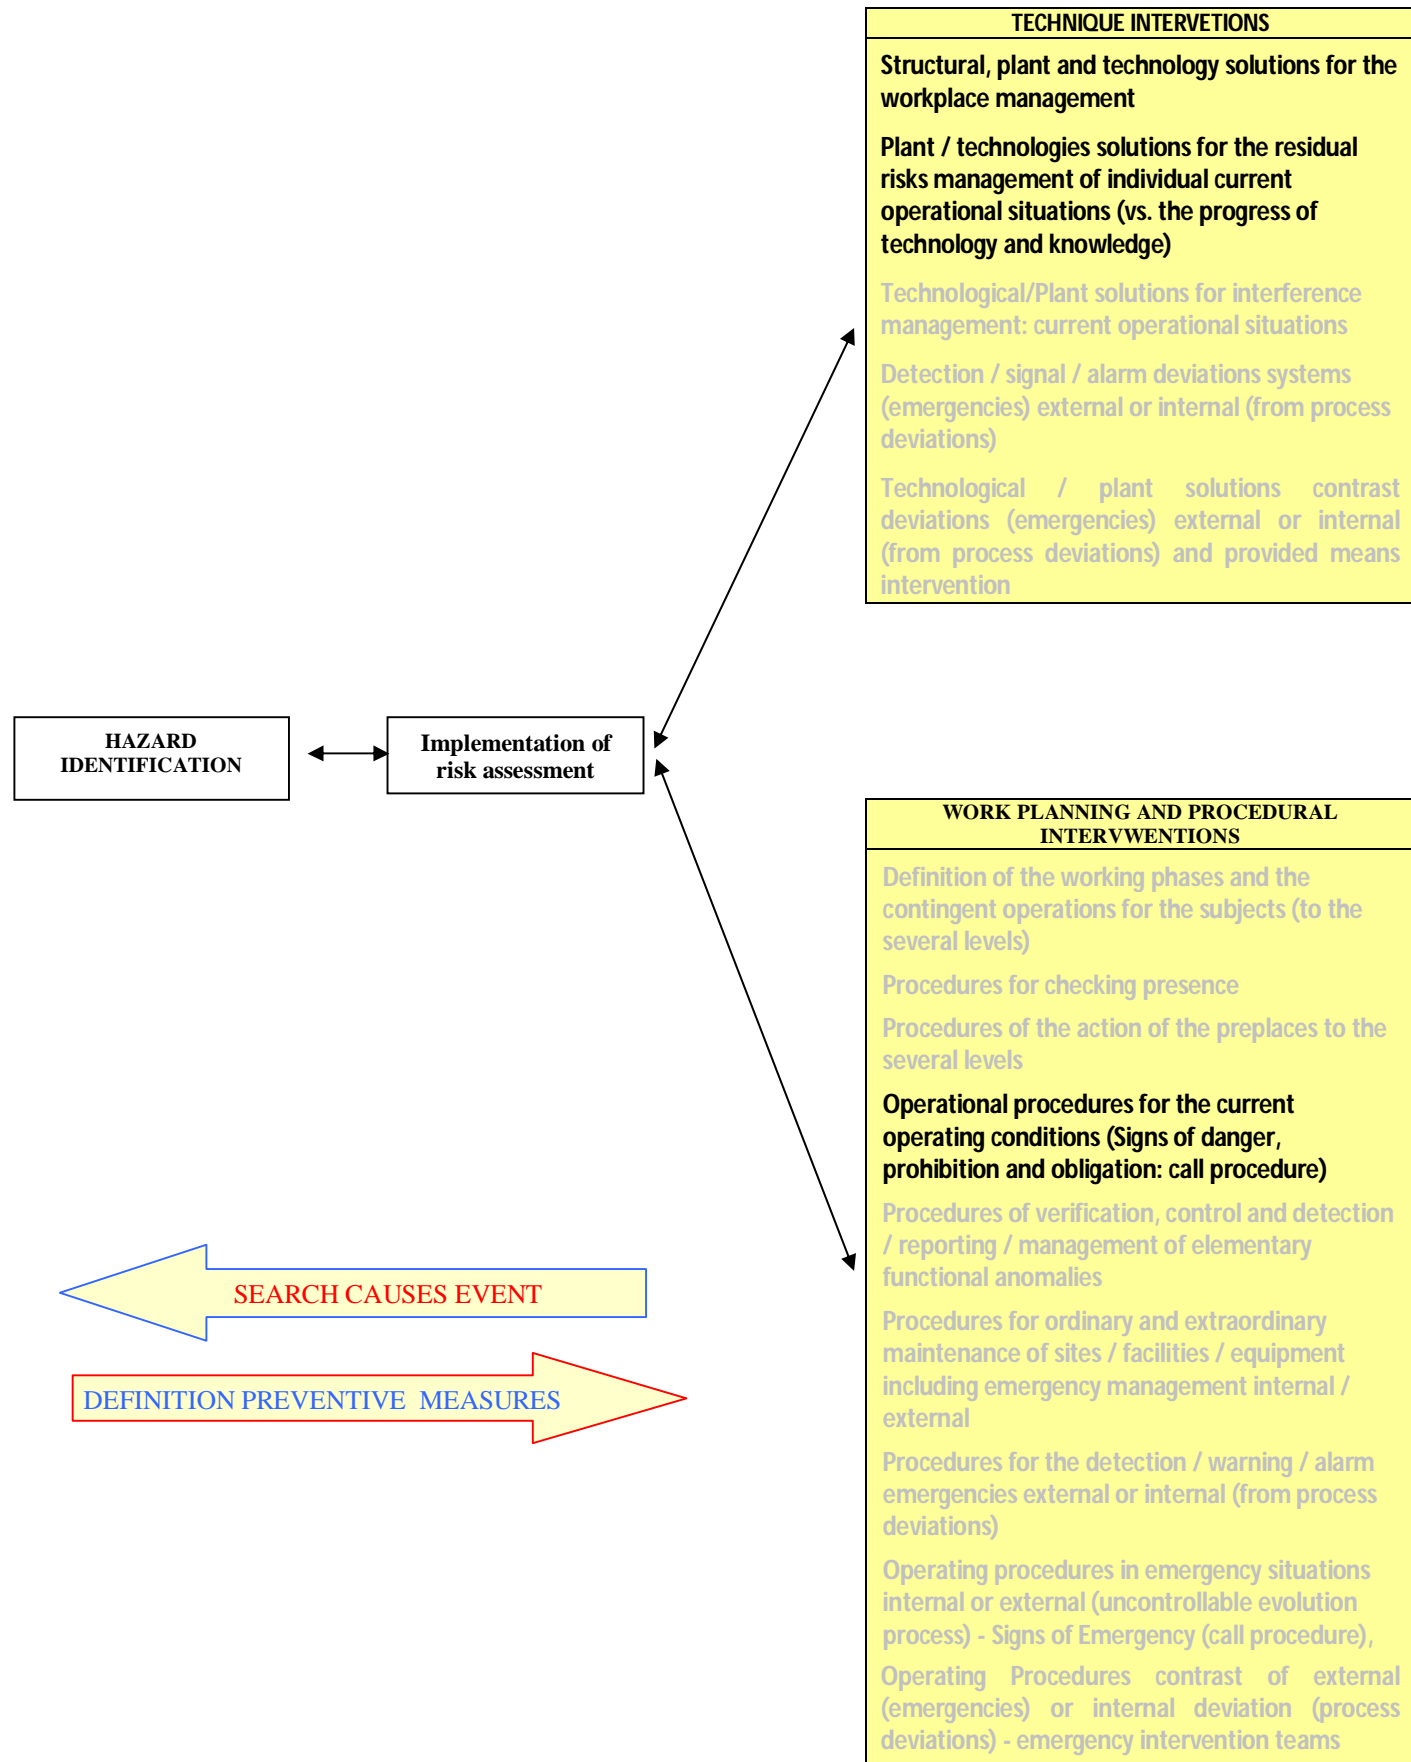 TECHNIQUE INTERVETIONS
Structural, plant and technology solutions for the
workplace management
Plant / technologies solutions for the residual
risks management of individual current
operational situations (vs. the progress of
technology and knowledge)
Technological/Plant solutions for interference
management: current operational situations
Detection / signal / alarm deviations systems
(emergencies) external or internal (from process
deviations)
Technological / plant solutions contrast
deviations (emergencies) external or internal
(from process deviations) and provided means
intervention
HAZARD
IDENTIFICATION
Implementation of
risk assessment
WORK PLANNING AND PROCEDURAL
INTERVWENTIONS
Definition of the working phases and the
contingent operations for the subjects (to the
several levels)
Procedures for checking presence
Procedures of the action of the preplaces to the
several levels
Operational procedures for the current
operating conditions (Signs of danger,
prohibition and obligation: call procedure)
Procedures of verification, control and detection
/ reporting / management of elementary
functional anomalies
Procedures for ordinary and extraordinary
maintenance of sites / facilities / equipment
including emergency management internal /
external
Procedures for the detection / warning / alarm
emergencies external or internal (from process
deviations)
Operating procedures in emergency situations
internal or external (uncontrollable evolution
process) - Signs of Emergency (call procedure),
Operating Procedures contrast of external
(emergencies) or internal deviation (process
deviations) - emergency intervention teams
SEARCH CAUSES EVENT
DEFINITION PREVENTIVE MEASURES